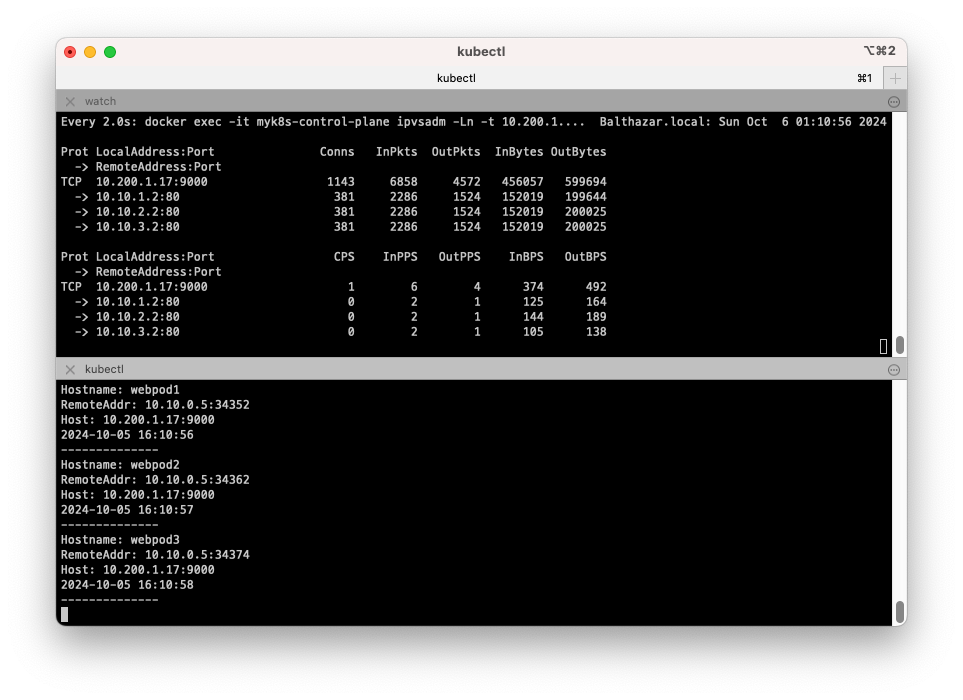 kubectl
⌥⌘2
kubectl
⌘1
watch
Every 2.0s: docker exec -it myk8s-control-plane ipvsadm -Ln -t 10.200.1....  Balthazar.local: Sun Oct  6 01:10:56 2024
Prot LocalAddress:Port               Conns   InPkts  OutPkts  InBytes OutBytes
  -> RemoteAddress:Port
TCP  10.200.1.17:9000                 1143     6858     4572   456057   599694
  -> 10.10.1.2:80                      381     2286     1524   152019   199644
  -> 10.10.2.2:80                      381     2286     1524   152019   200025
  -> 10.10.3.2:80                      381     2286     1524   152019   200025
Prot LocalAddress:Port                 CPS    InPPS   OutPPS    InBPS   OutBPS
  -> RemoteAddress:Port
TCP  10.200.1.17:9000                    1        6        4      374      492
  -> 10.10.1.2:80                        0        2        1      125      164
  -> 10.10.2.2:80                        0        2        1      144      189
  -> 10.10.3.2:80                        0        2        1      105      138
kubectl
Hostname: webpod1
RemoteAddr: 10.10.0.5:34352
Host: 10.200.1.17:9000
2024-10-05 16:10:56
--------------
Hostname: webpod2
RemoteAddr: 10.10.0.5:34362
Host: 10.200.1.17:9000
2024-10-05 16:10:57
--------------
Hostname: webpod3
RemoteAddr: 10.10.0.5:34374
Host: 10.200.1.17:9000
2024-10-05 16:10:58
--------------